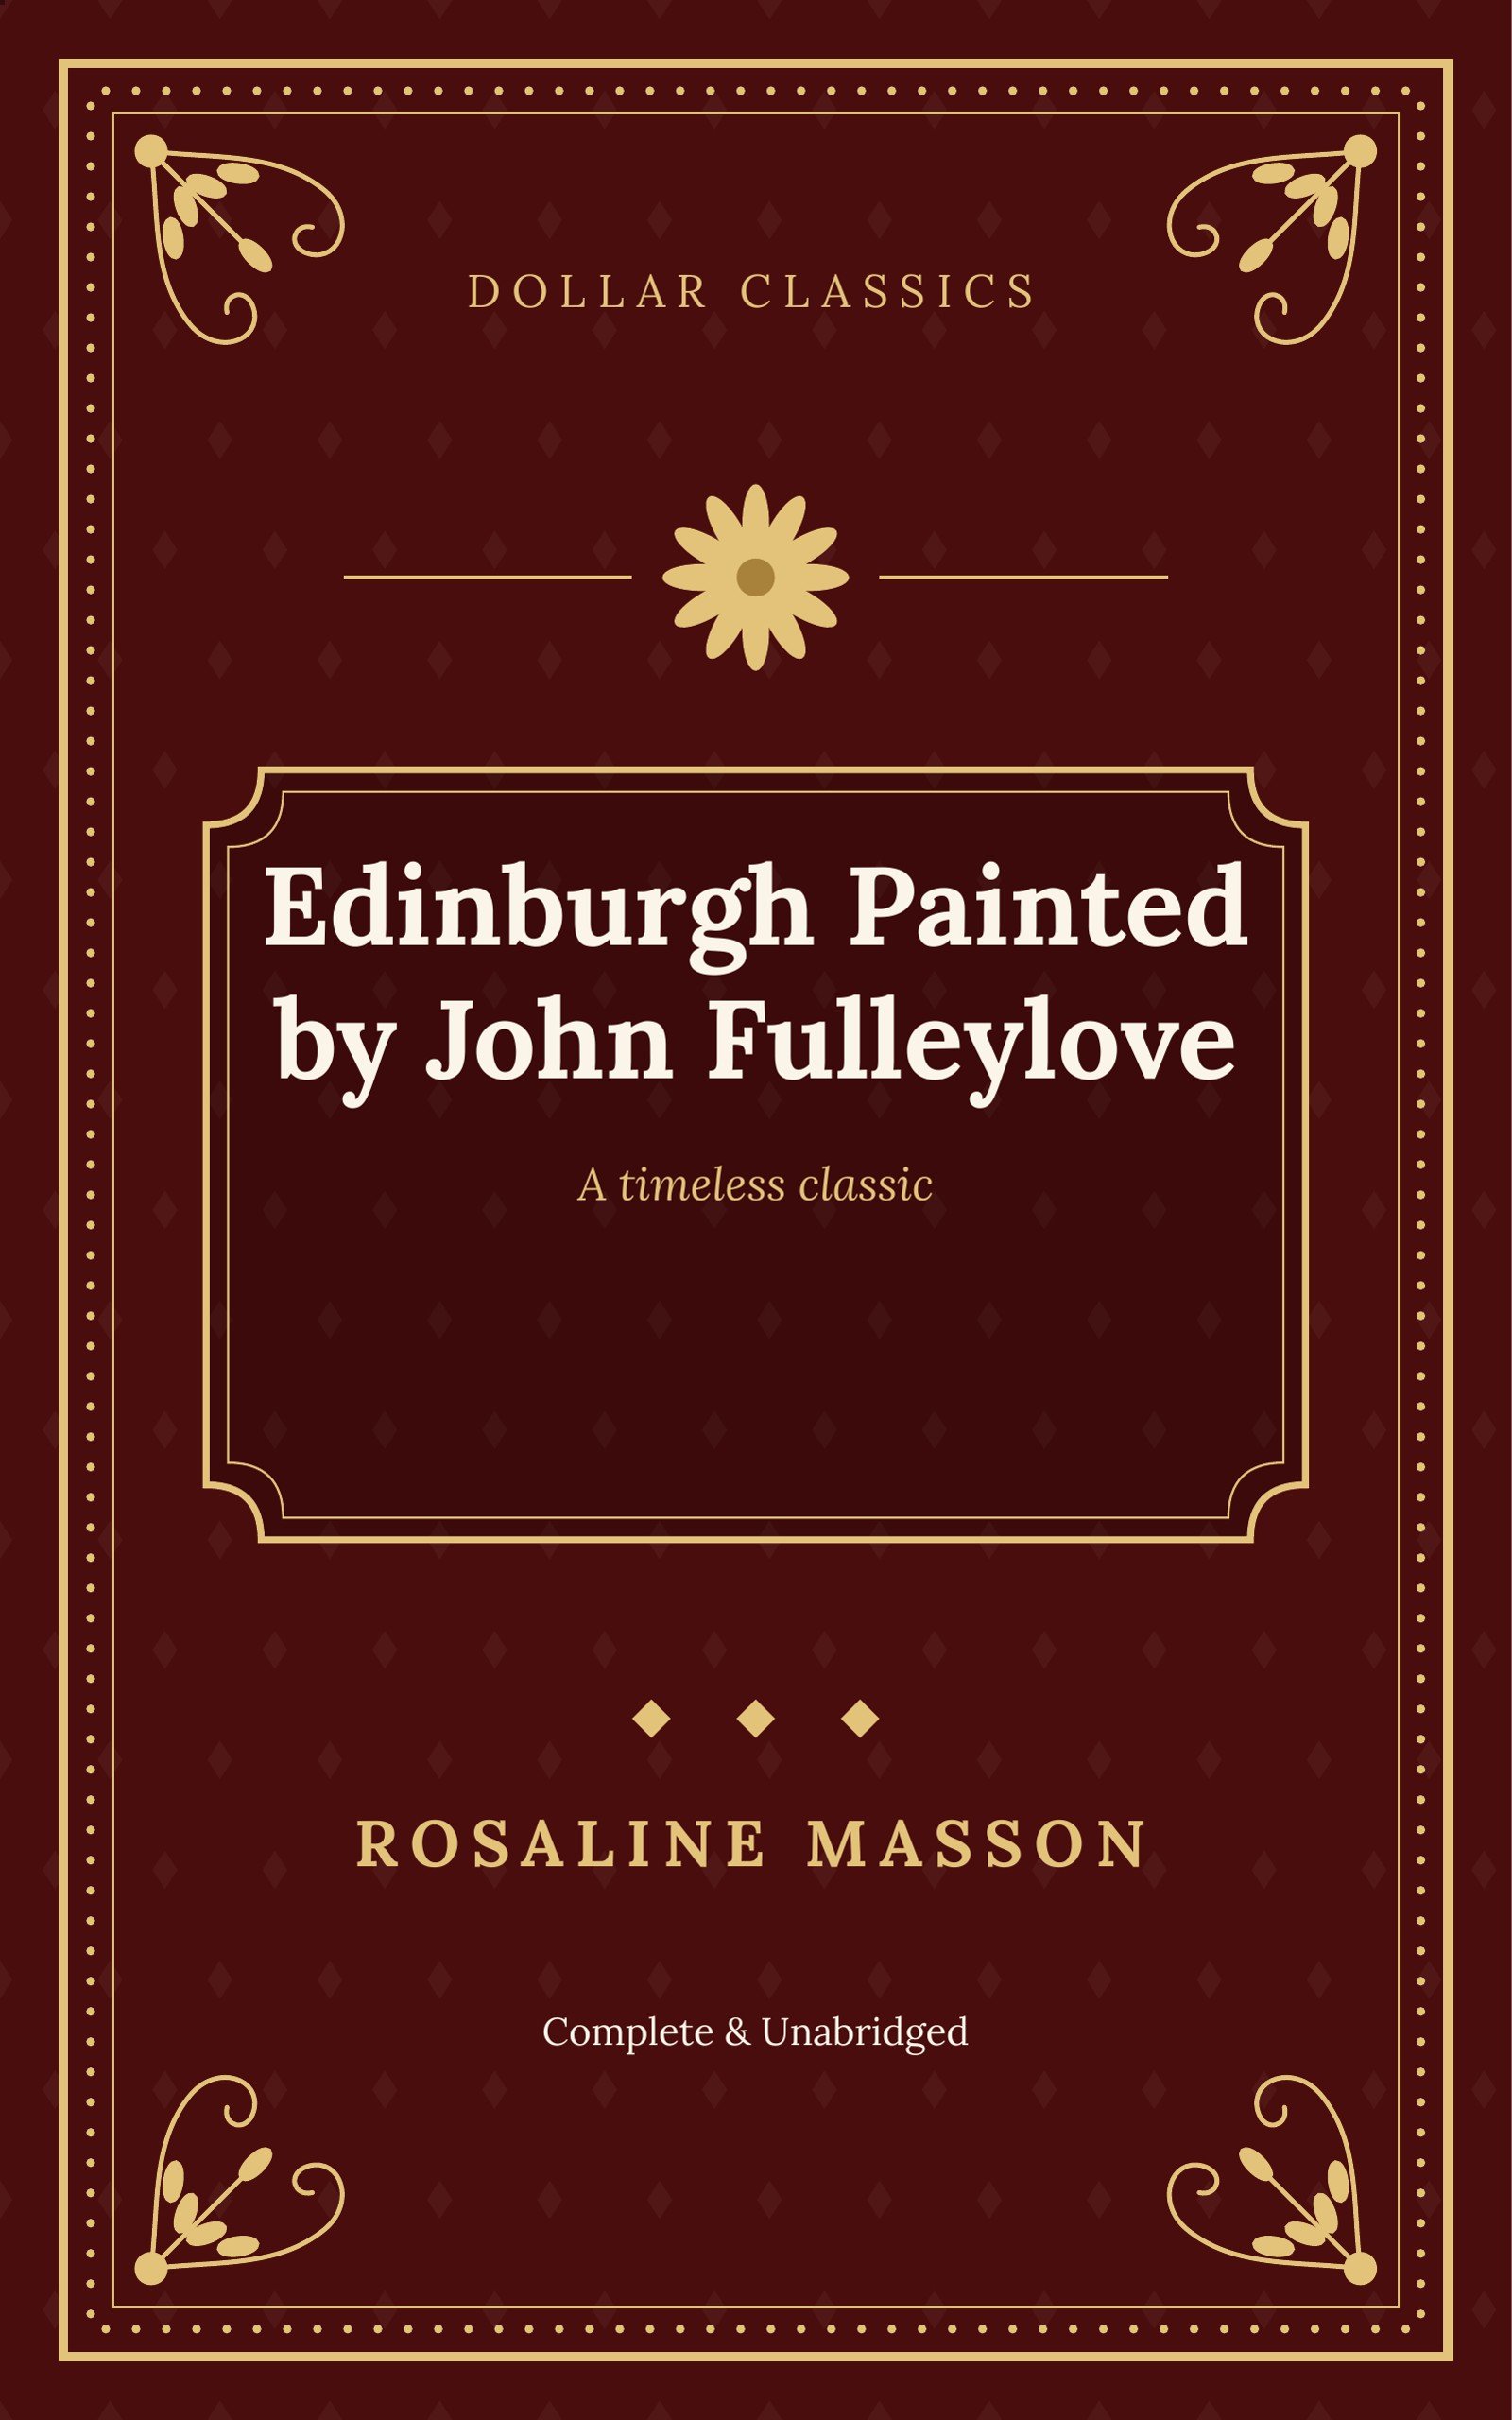 DOLLAR CLASSICS
Edinburgh Painted
by John Fulleylove
A timeless classic
ROSALINE MASSON
Complete & Unabridged